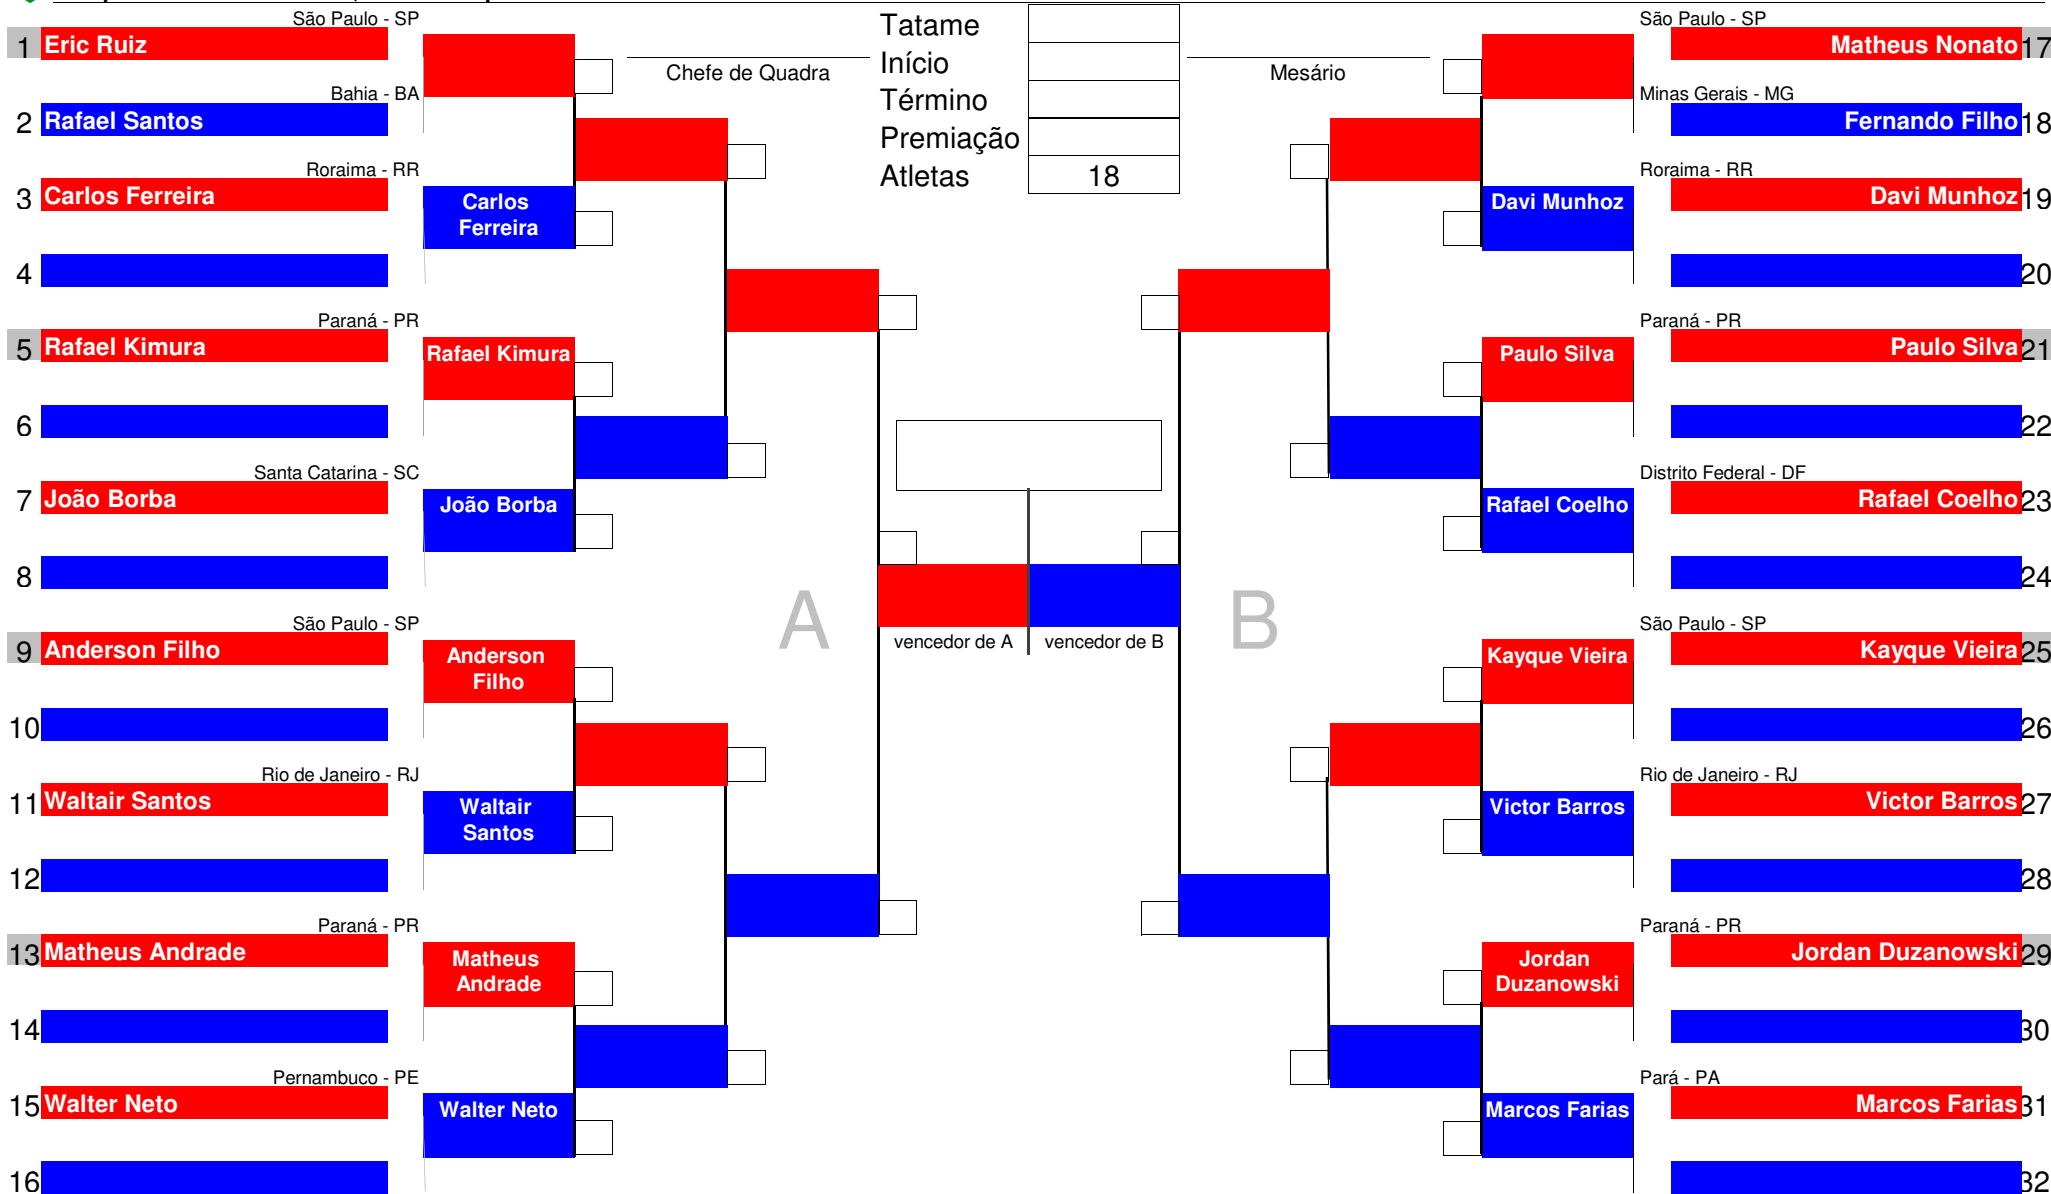 São Paulo - SP
1 Eric Ruiz
Bahia - BA
2 Rafael Santos
Roraima - RR
3 Carlos Ferreira
Carlos
Ferreira
4
Paraná - PR
5 Rafael Kimura
Rafael Kimura
6
Santa Catarina - SC
7 João Borba
João Borba
8
São Paulo - SP
9 Anderson Filho
Anderson
Filho
10
Rio de Janeiro - RJ
11 Waltair Santos
Waltair
Santos
12
Paraná - PR
13 Matheus Andrade
Matheus
Andrade
14
Pernambuco - PE
15 Walter Neto
Walter Neto
16
Chefe de Quadra
Tatame
Início
Término
Premiação
Atletas 18
Mesário
A
B
vencedor de A
vencedor de B
São Paulo - SP
Matheus Nonato 17
Minas Gerais - MG
Fernando Filho 18
Roraima - RR
Davi Munhoz 19
Davi Munhoz
20
Paraná - PR
Paulo Silva 21
Paulo Silva
22
Distrito Federal - DF
Rafael Coelho 23
Rafael Coelho
24
São Paulo - SP
Kayque Vieira 25
Kayque Vieira
26
Rio de Janeiro - RJ
Victor Barros 27
Victor Barros
28
Paraná - PR
Jordan Duzanowski 29
Jordan
Duzanowski
30
Pará - PA
Marcos Farias 31
Marcos Farias
32